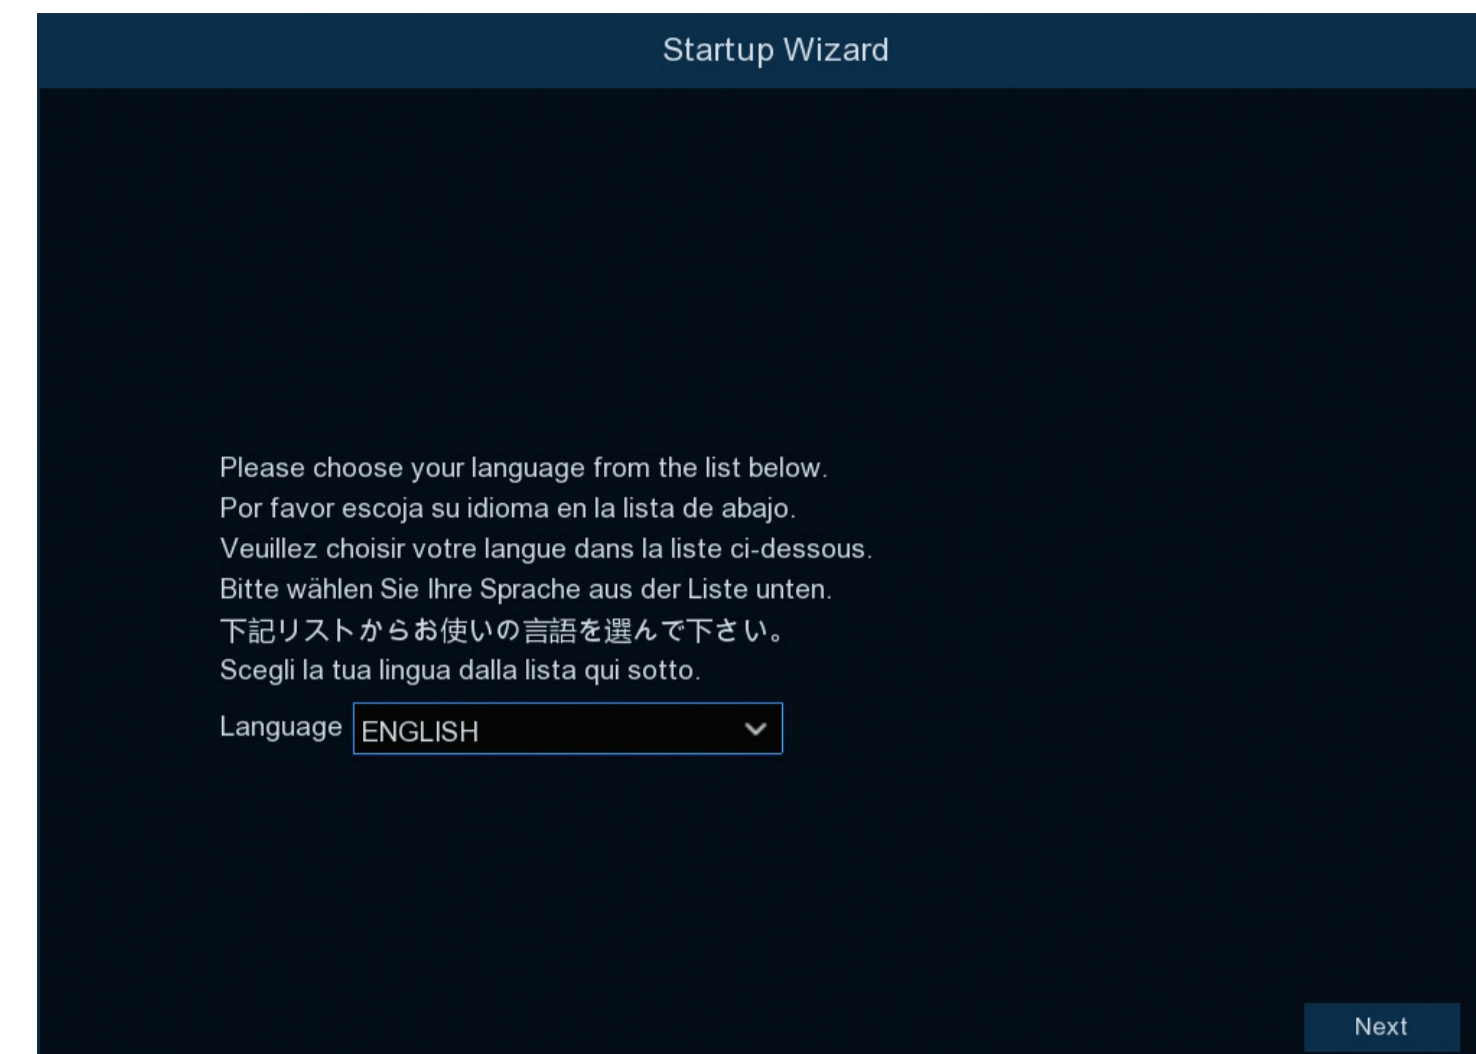 Startup Wizard
Please choose your language from the list below.
Por favor escoja su idioma en la lista de abajo.
Veuillez choisir votre langue dans la liste ci-dessous.
Bitte wählen Sie Ihre Sprache aus der Liste unten.
下記リストからお使いの言語を選んで下さい。
Scegli la tua lingua dalla lista qui sotto.
Language ENGLISH
Next